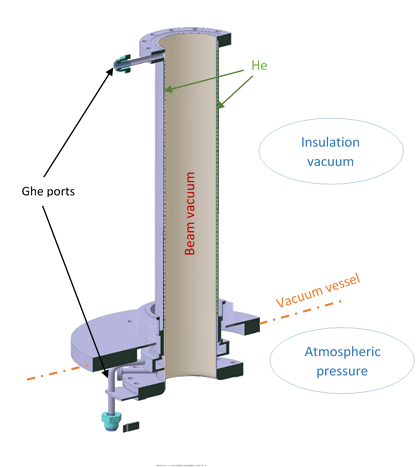 He
Insulation
vacuum
Ghe ports
Beam vacuum
Vacuum vessel
Atmospheric
pressure